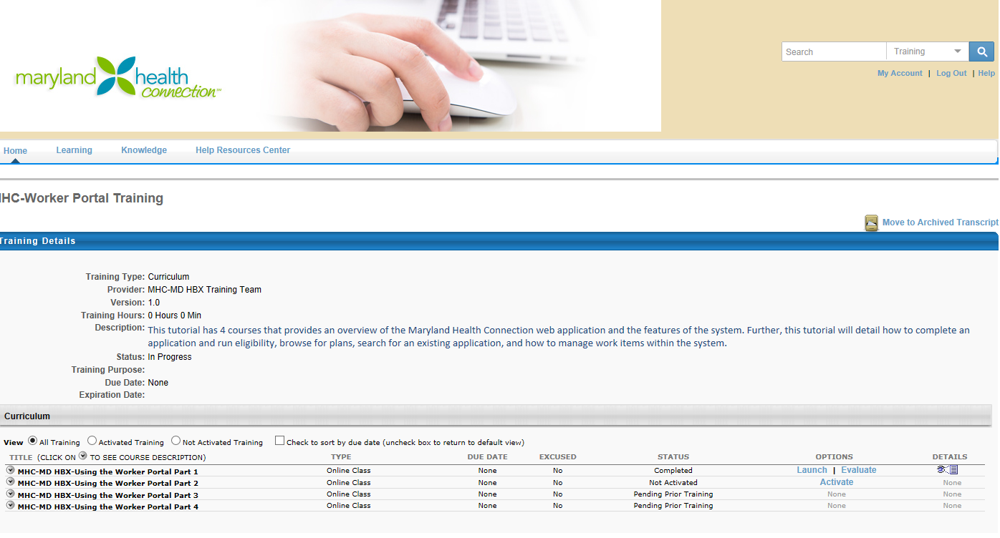 maryland health
connection℠
Search Training
My Account | Log Out | Help
Home Learning Knowledge Help Resources Center
HC-Worker Portal Training
Move to Archived Transcript
Training Details
Training Type: Curriculum
Provider: MHC-MD HBX Training Team
Version: 1.0
Training Hours: 0 Hours 0 Min
Description: This tutorial has 4 courses that provides an overview of the Maryland Health Connection web application and the features of the system. Further, this tutorial will detail how to complete an
application and run eligibility, browse for plans, search for an existing application, and how to manage work items within the system.
Status: In Progress
Training Purpose:
Due Date: None
Expiration Date:
Curriculum
View All Training Activated Training Not Activated Training Check to sort by due date (uncheck box to return to default view)
TITLE (CLICK ON TO SEE COURSE DESCRIPTION) TYPE DUE DATE EXCUSED STATUS OPTIONS DETAILS
MHC-MD HBX-Using the Worker Portal Part 1 Online Class None No Completed Launch | Evaluate
MHC-MD HBX-Using the Worker Portal Part 2 Online Class None No Not Activated Activate None
MHC-MD HBX-Using the Worker Portal Part 3 Online Class None No Pending Prior Training None None
MHC-MD HBX-Using the Worker Portal Part 4 Online Class None No Pending Prior Training None None